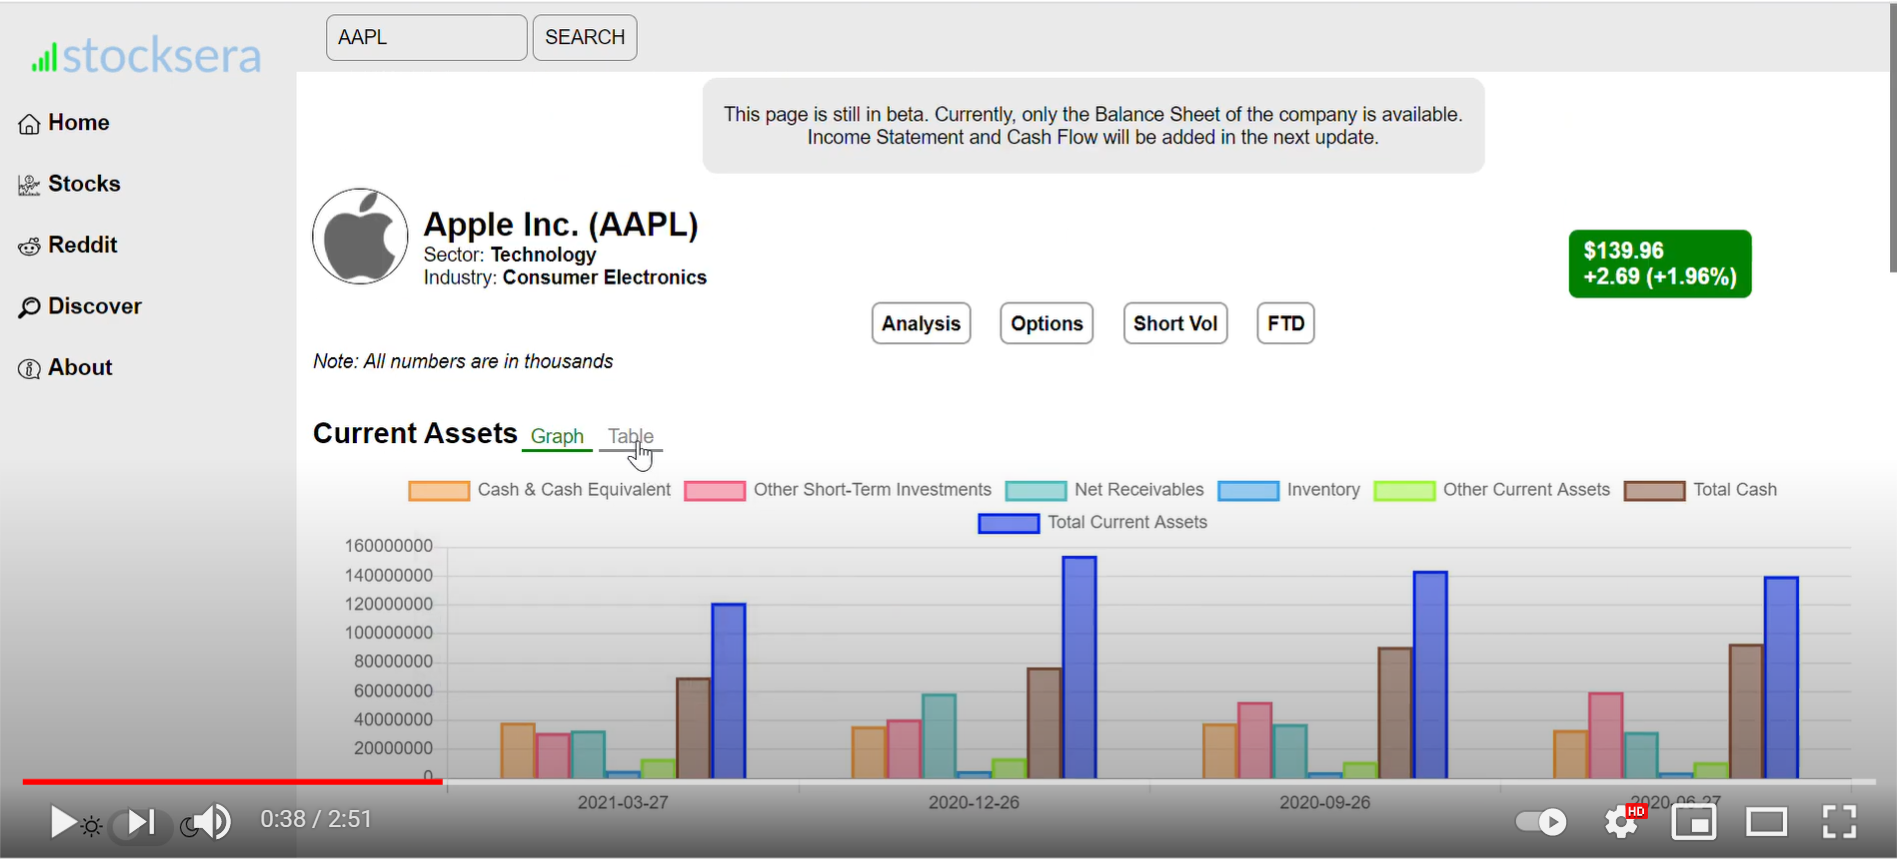 stocksera
AAPL SEARCH
Home
Stocks
Reddit
Discover
About
This page is still in beta. Currently, only the Balance Sheet of the company is available.
Income Statement and Cash Flow will be added in the next update.
Apple Inc. (AAPL)
Sector: Technology
Industry: Consumer Electronics
$139.96
+2.69 (+1.96%)
Analysis Options Short Vol FTD
Note: All numbers are in thousands
Current Assets Graph Table
Cash & Cash Equivalent Other Short-Term Investments Net Receivables Inventory Other Current Assets Total Cash
Total Current Assets
160000000
140000000
120000000
100000000
80000000
60000000
40000000
20000000
0
2021-03-27 2020-12-26 2020-09-26 2020-06-27
0:38 / 2:51
HD